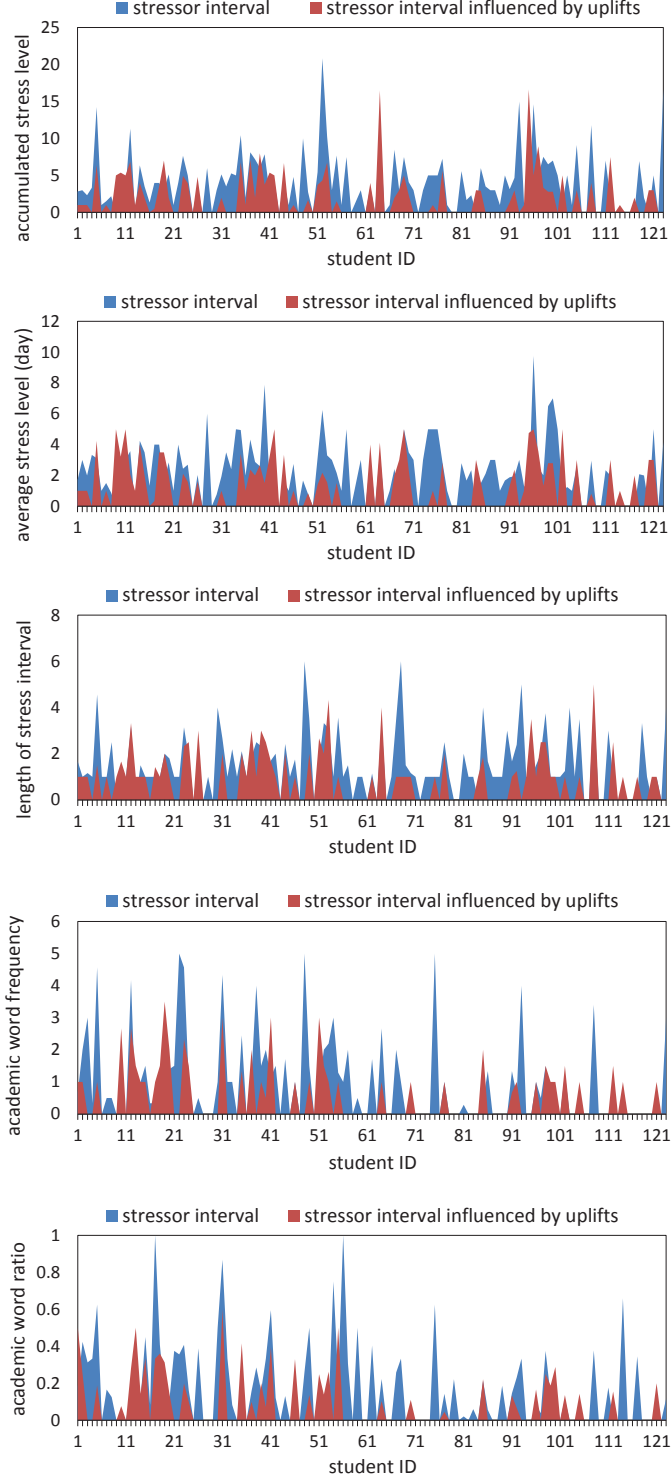 stressor interval stressor interval influenced by uplifts
accumulated stress level
25
20
15
10
5
0
1 11 21 31 41 51 61 71 81 91 101 111 121
student ID
stressor interval stressor interval influenced by uplifts
average stress level (day)
12
10
8
6
4
2
0
1 11 21 31 41 51 61 71 81 91 101 111 121
student ID
stressor interval stressor interval influenced by uplifts
length of stress interval
8
6
4
2
0
1 11 21 31 41 51 61 71 81 91 101 111 121
student ID
stressor interval stressor interval influenced by uplifts
academic word frequency
6
5
4
3
2
1
0
1 11 21 31 41 51 61 71 81 91 101 111 121
student ID
stressor interval stressor interval influenced by uplifts
academic word ratio
1
0.8
0.6
0.4
0.2
0
1 11 21 31 41 51 61 71 81 91 101 111 121
student ID